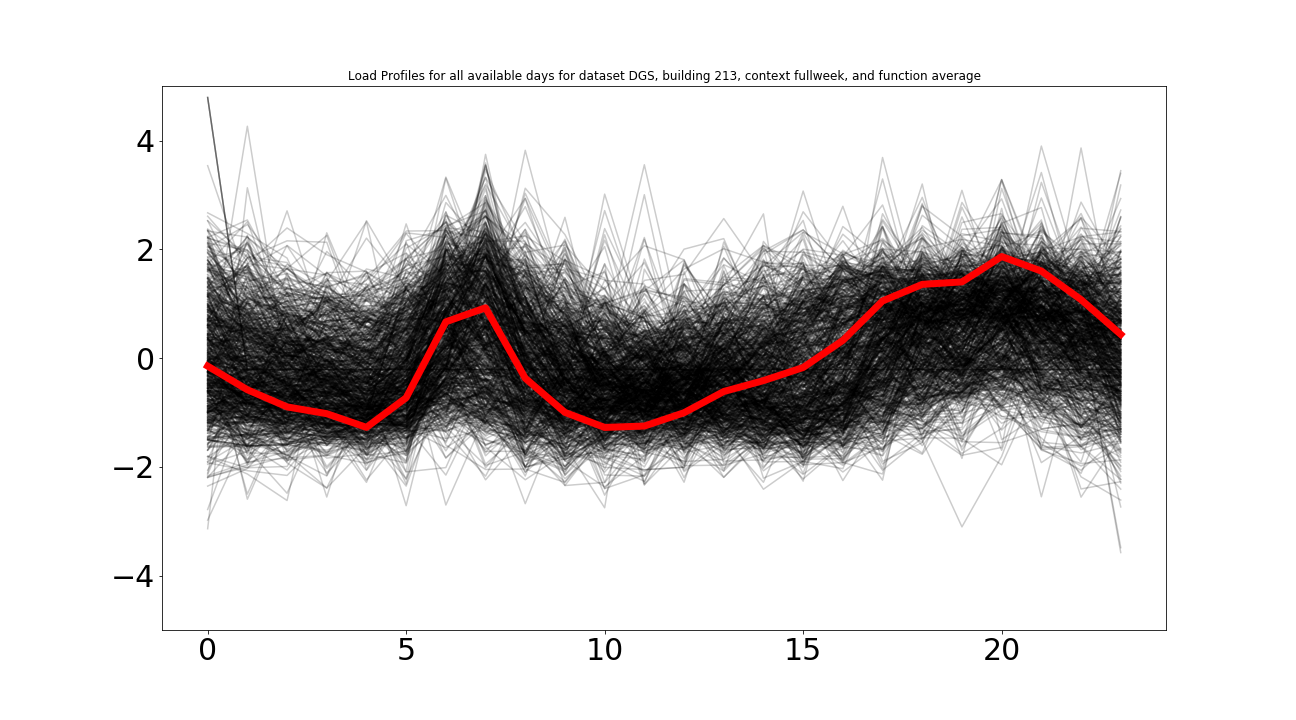 Load Profiles for all available days for dataset DGS, building 213, context fullweek, and function average
4
2
0
−2
−4
0 5 10 15 20